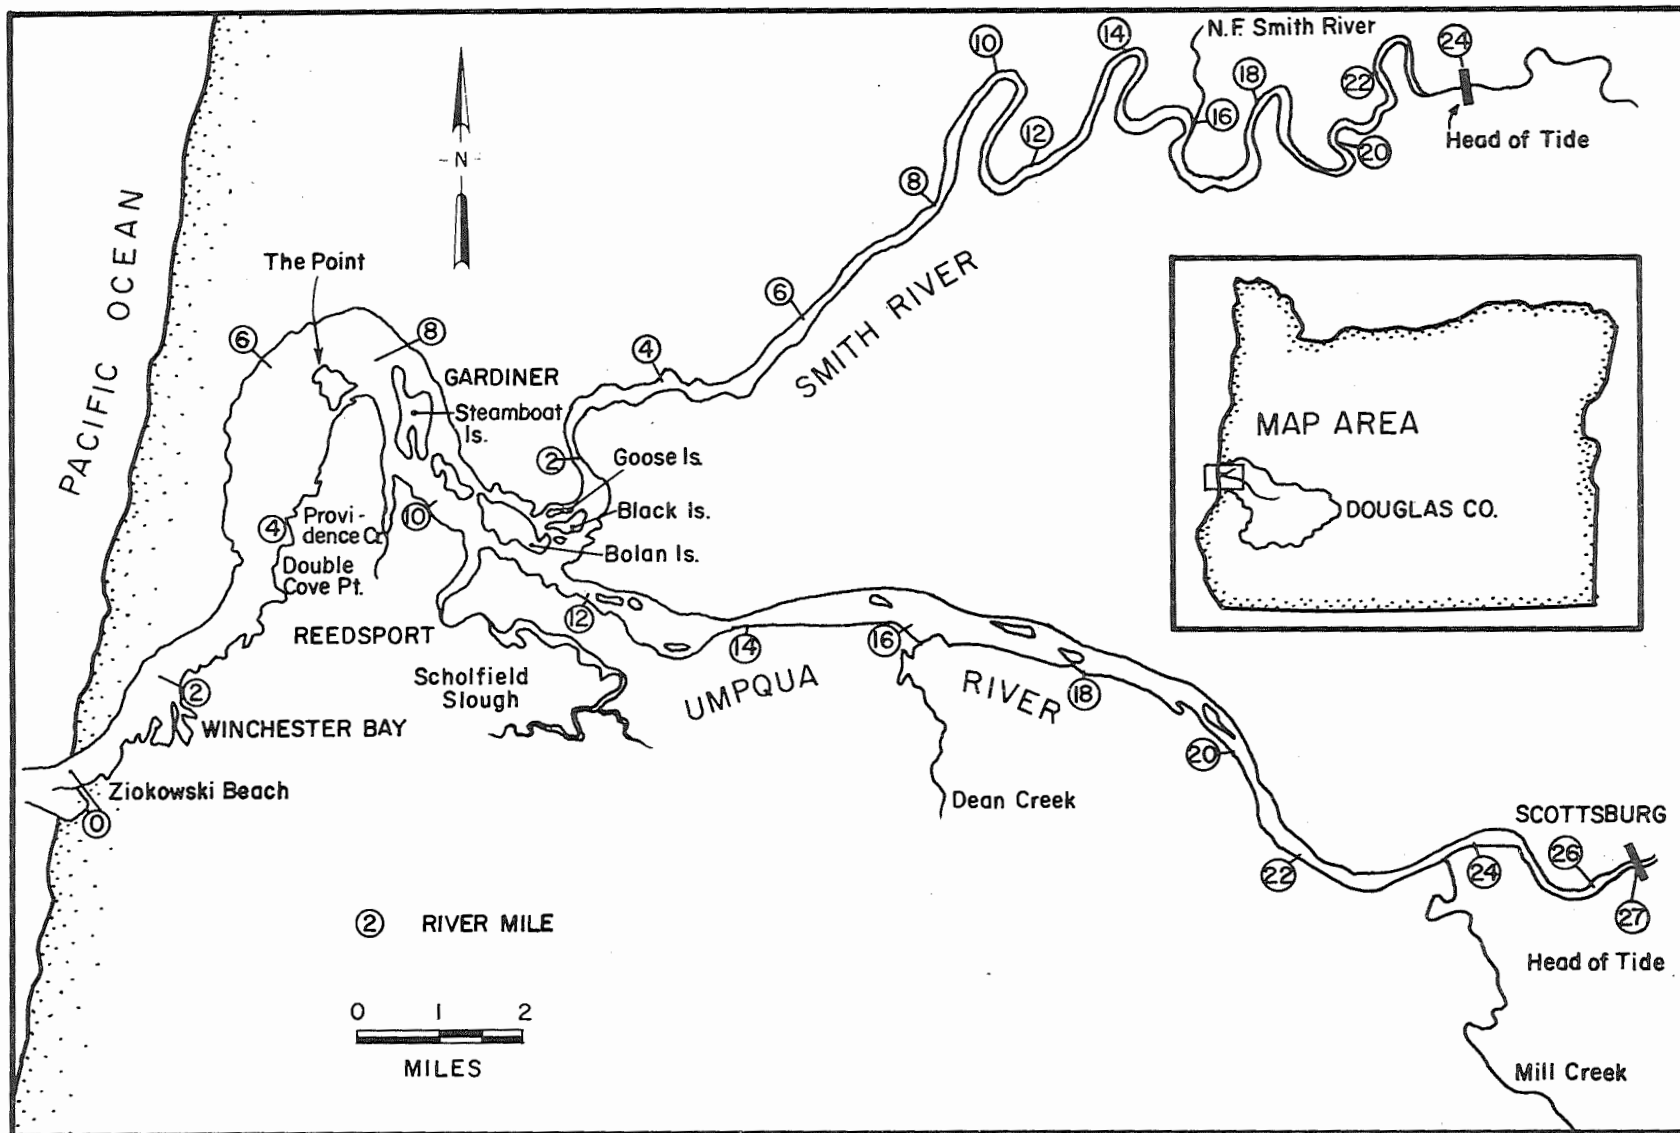 10
14
N.F. Smith River
24
18
22
16
12
20
Head of Tide
8
- N -
PACIFIC OCEAN
The Point
6
SMITH RIVER
6
8
4
GARDINER
Steamboat
Is.
2
Goose Is.
Black Is.
Bolan Is.
10
4
Provi-
dence Cr.
Double
Cove Pt.
MAP AREA
DOUGLAS CO.
REEDSPORT
12
14
16
Scholfield
Slough
UMPQUA
RIVER
18
2
WINCHESTER BAY
20
Ziokowski Beach
0
Dean Creek
SCOTTSBURG
22
24
26
27
Head of Tide
2 RIVER MILE
0 1 2
MILES
Mill Creek